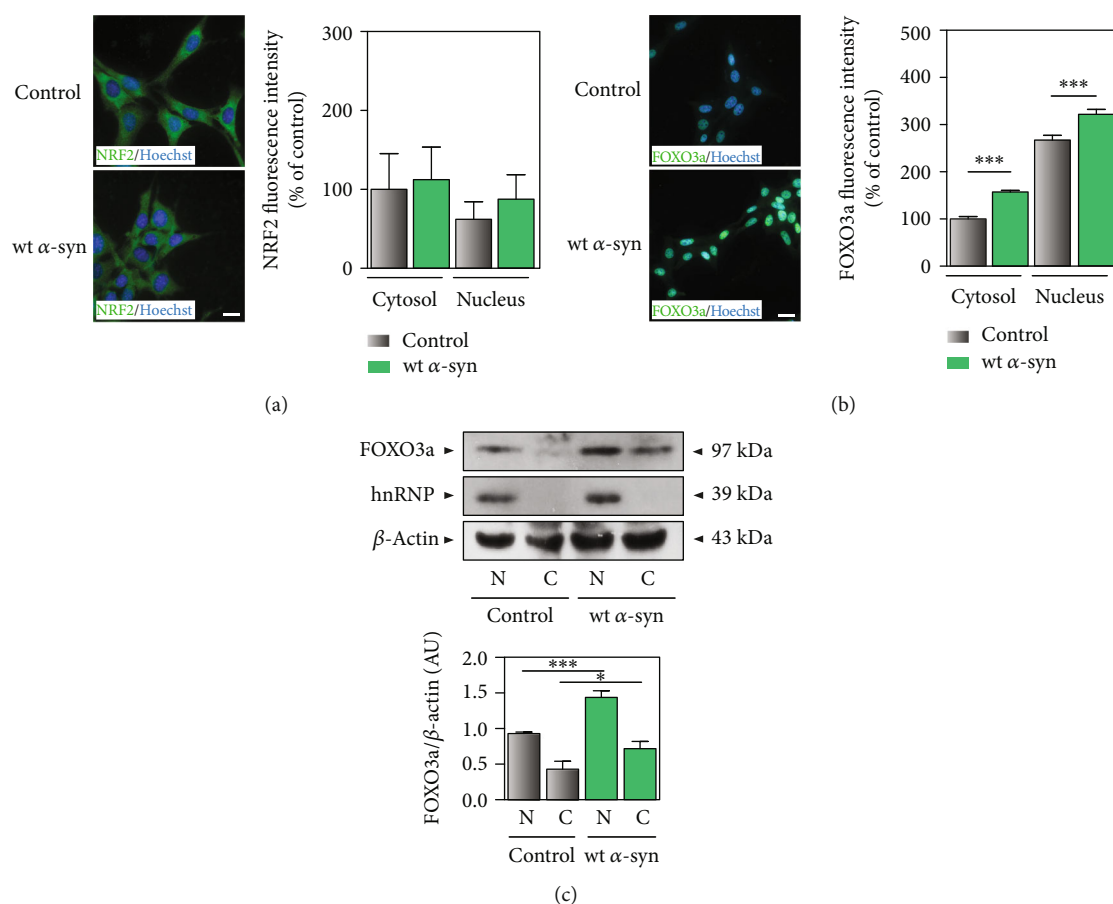 Control
NRF2/Hoechst
wt α-syn
NRF2/Hoechst
NRF2 fluorescence intensity
(% of control)
300
200
100
0
Cytosol Nucleus
Control
wt α-syn
(a)
Control
FOXO3a/Hoechst
wt α-syn
FOXO3a/Hoechst
FOXO3a fluorescence intensity
(% of control)
500
400
300
200
100
0
***
***
Cytosol Nucleus
Control
wt α-syn
(b)
FOXO3a 97 kDa
hnRNP 39 kDa
β-Actin 43 kDa
N C N C
Control wt α-syn
FOXO3a/β-actin (AU)
2.0
1.5
1.0
0.5
0.0
***
*
N C N C
Control wt α-syn
(c)